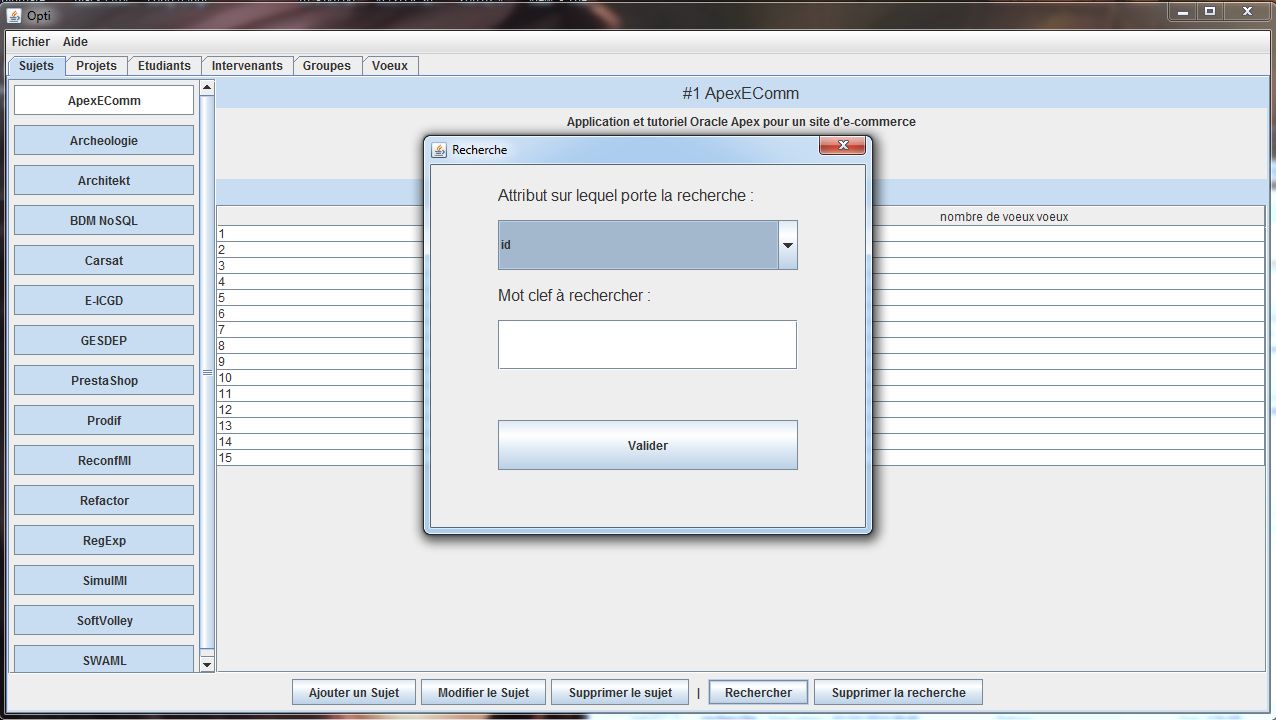 Opti
Fichier Aide
Sujets Projets Etudiants Intervenants Groupes Voeux
ApexEComm
Archeologie
Architekt
BDM NoSQL
Carsat
E-ICGD
GESDEP
PrestaShop
Prodif
ReconfMI
Refactor
RegExp
SimulMI
SoftVolley
SWAML
#1 ApexEComm
Application et tutoriel Oracle Apex pour un site d'e-commerce
nombre de voeux voeux
1
2
3
4
5
6
7
8
9
10
11
12
13
14
15
Recherche
Attribut sur lequel porte la recherche :
id
Mot clef à rechercher :
Valider
Ajouter un Sujet Modifier le Sujet Supprimer le sujet | Rechercher Supprimer la recherche